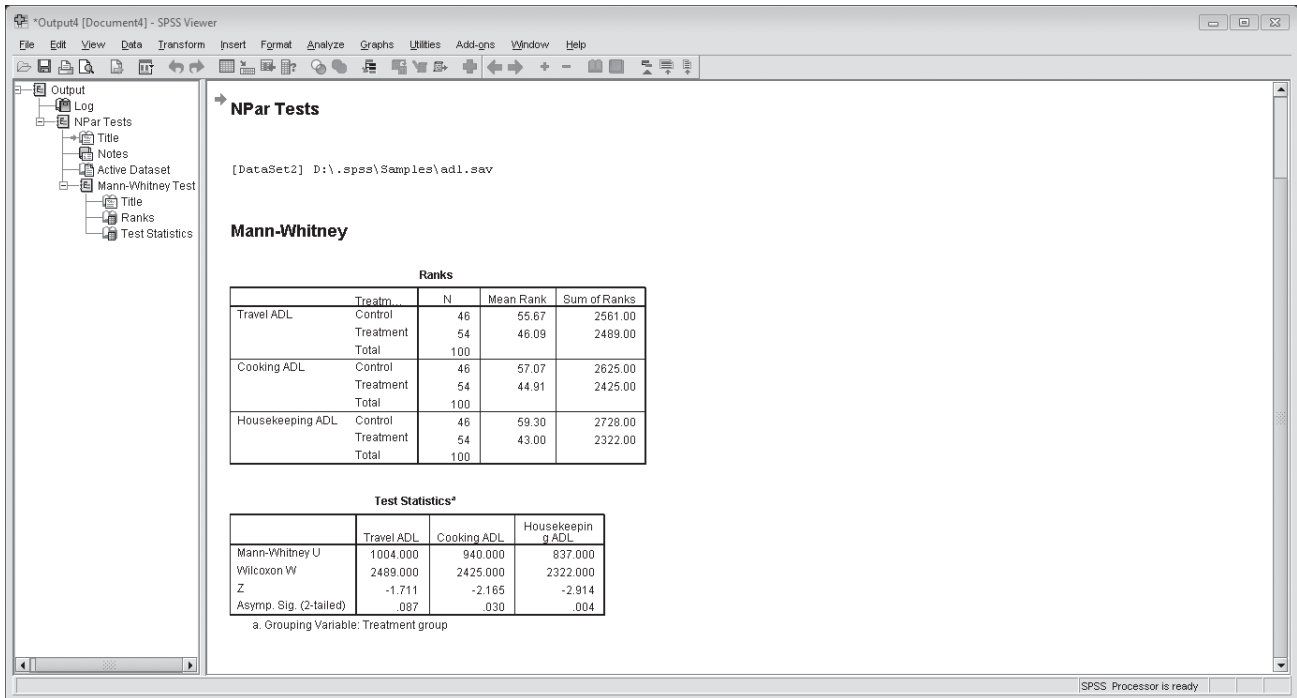 *Output4 [Document4] - SPSS Viewer
File Edit View Data Transform Insert Format Analyze Graphs Utilities Add-ons Window Help
Output
Log
NPar Tests
Title
Notes
Active Dataset
Mann-Whitney Test
Title
Ranks
Test Statistics
NPar Tests
[DataSet2] D:\.spss\Samples\adl.sav
Mann-Whitney
Ranks
Treatm... N Mean Rank Sum of Ranks
Travel ADL Control 46 55.67 2561.00
Treatment 54 46.09 2489.00
Total 100
Cooking ADL Control 46 57.07 2625.00
Treatment 54 44.91 2425.00
Total 100
Housekeeping ADL Control 46 59.30 2728.00
Treatment 54 43.00 2322.00
Total 100
Test Statisticsª
Travel ADL Cooking ADL Housekeepin
g ADL
Mann-Whitney U 1004.000 940.000 837.000
Wilcoxon W 2489.000 2425.000 2322.000
Z -1.711 -2.165 -2.914
Asymp. Sig. (2-tailed) .087 .030 .004
a. Grouping Variable: Treatment group
SPSS Processor is ready